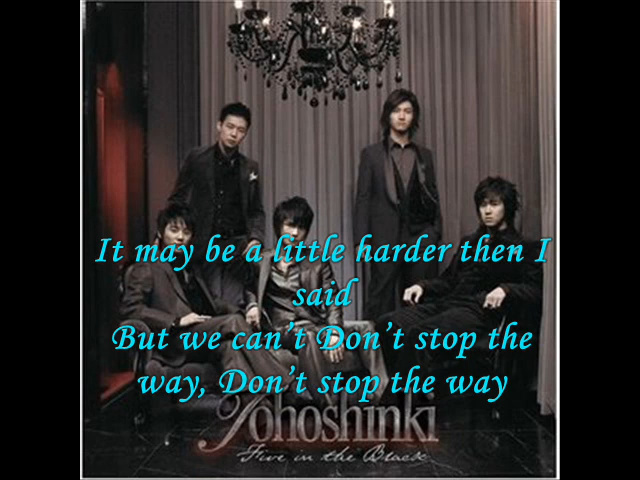 It may be a little harder then I
said
But we can't Don't stop the
way, Don't stop the way
Tohoshinki
Five in the Black